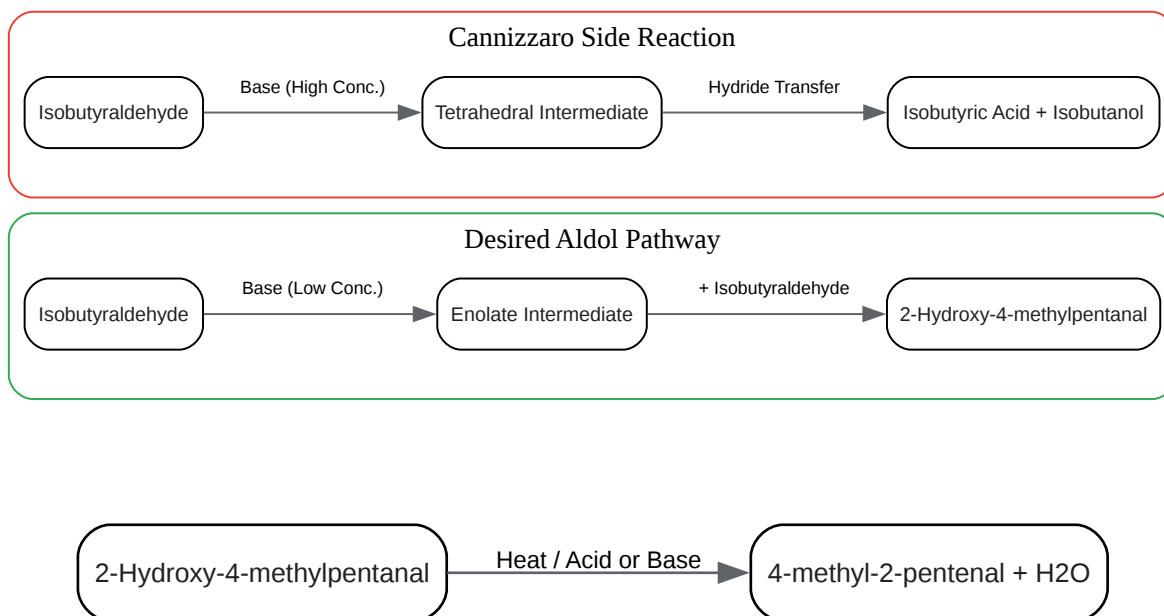 Cannizzaro Side Reaction
Isobutyraldehyde
Base (High Conc.)
Tetrahedral Intermediate
Hydride Transfer
Isobutyric Acid + Isobutanol
Desired Aldol Pathway
Isobutyraldehyde
Base (Low Conc.)
Enolate Intermediate
+ Isobutyraldehyde
2-Hydroxy-4-methylpentanal
2-Hydroxy-4-methylpentanal
Heat / Acid or Base
4-methyl-2-pentenal + H2O